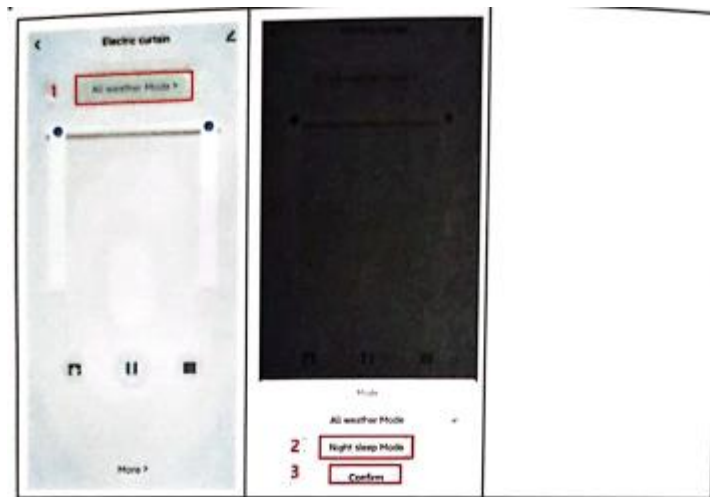 Electric curtain
1
All weather Mode >
More >
Mode
All weather Mode
2
Night sleep Mode
3
Confirm